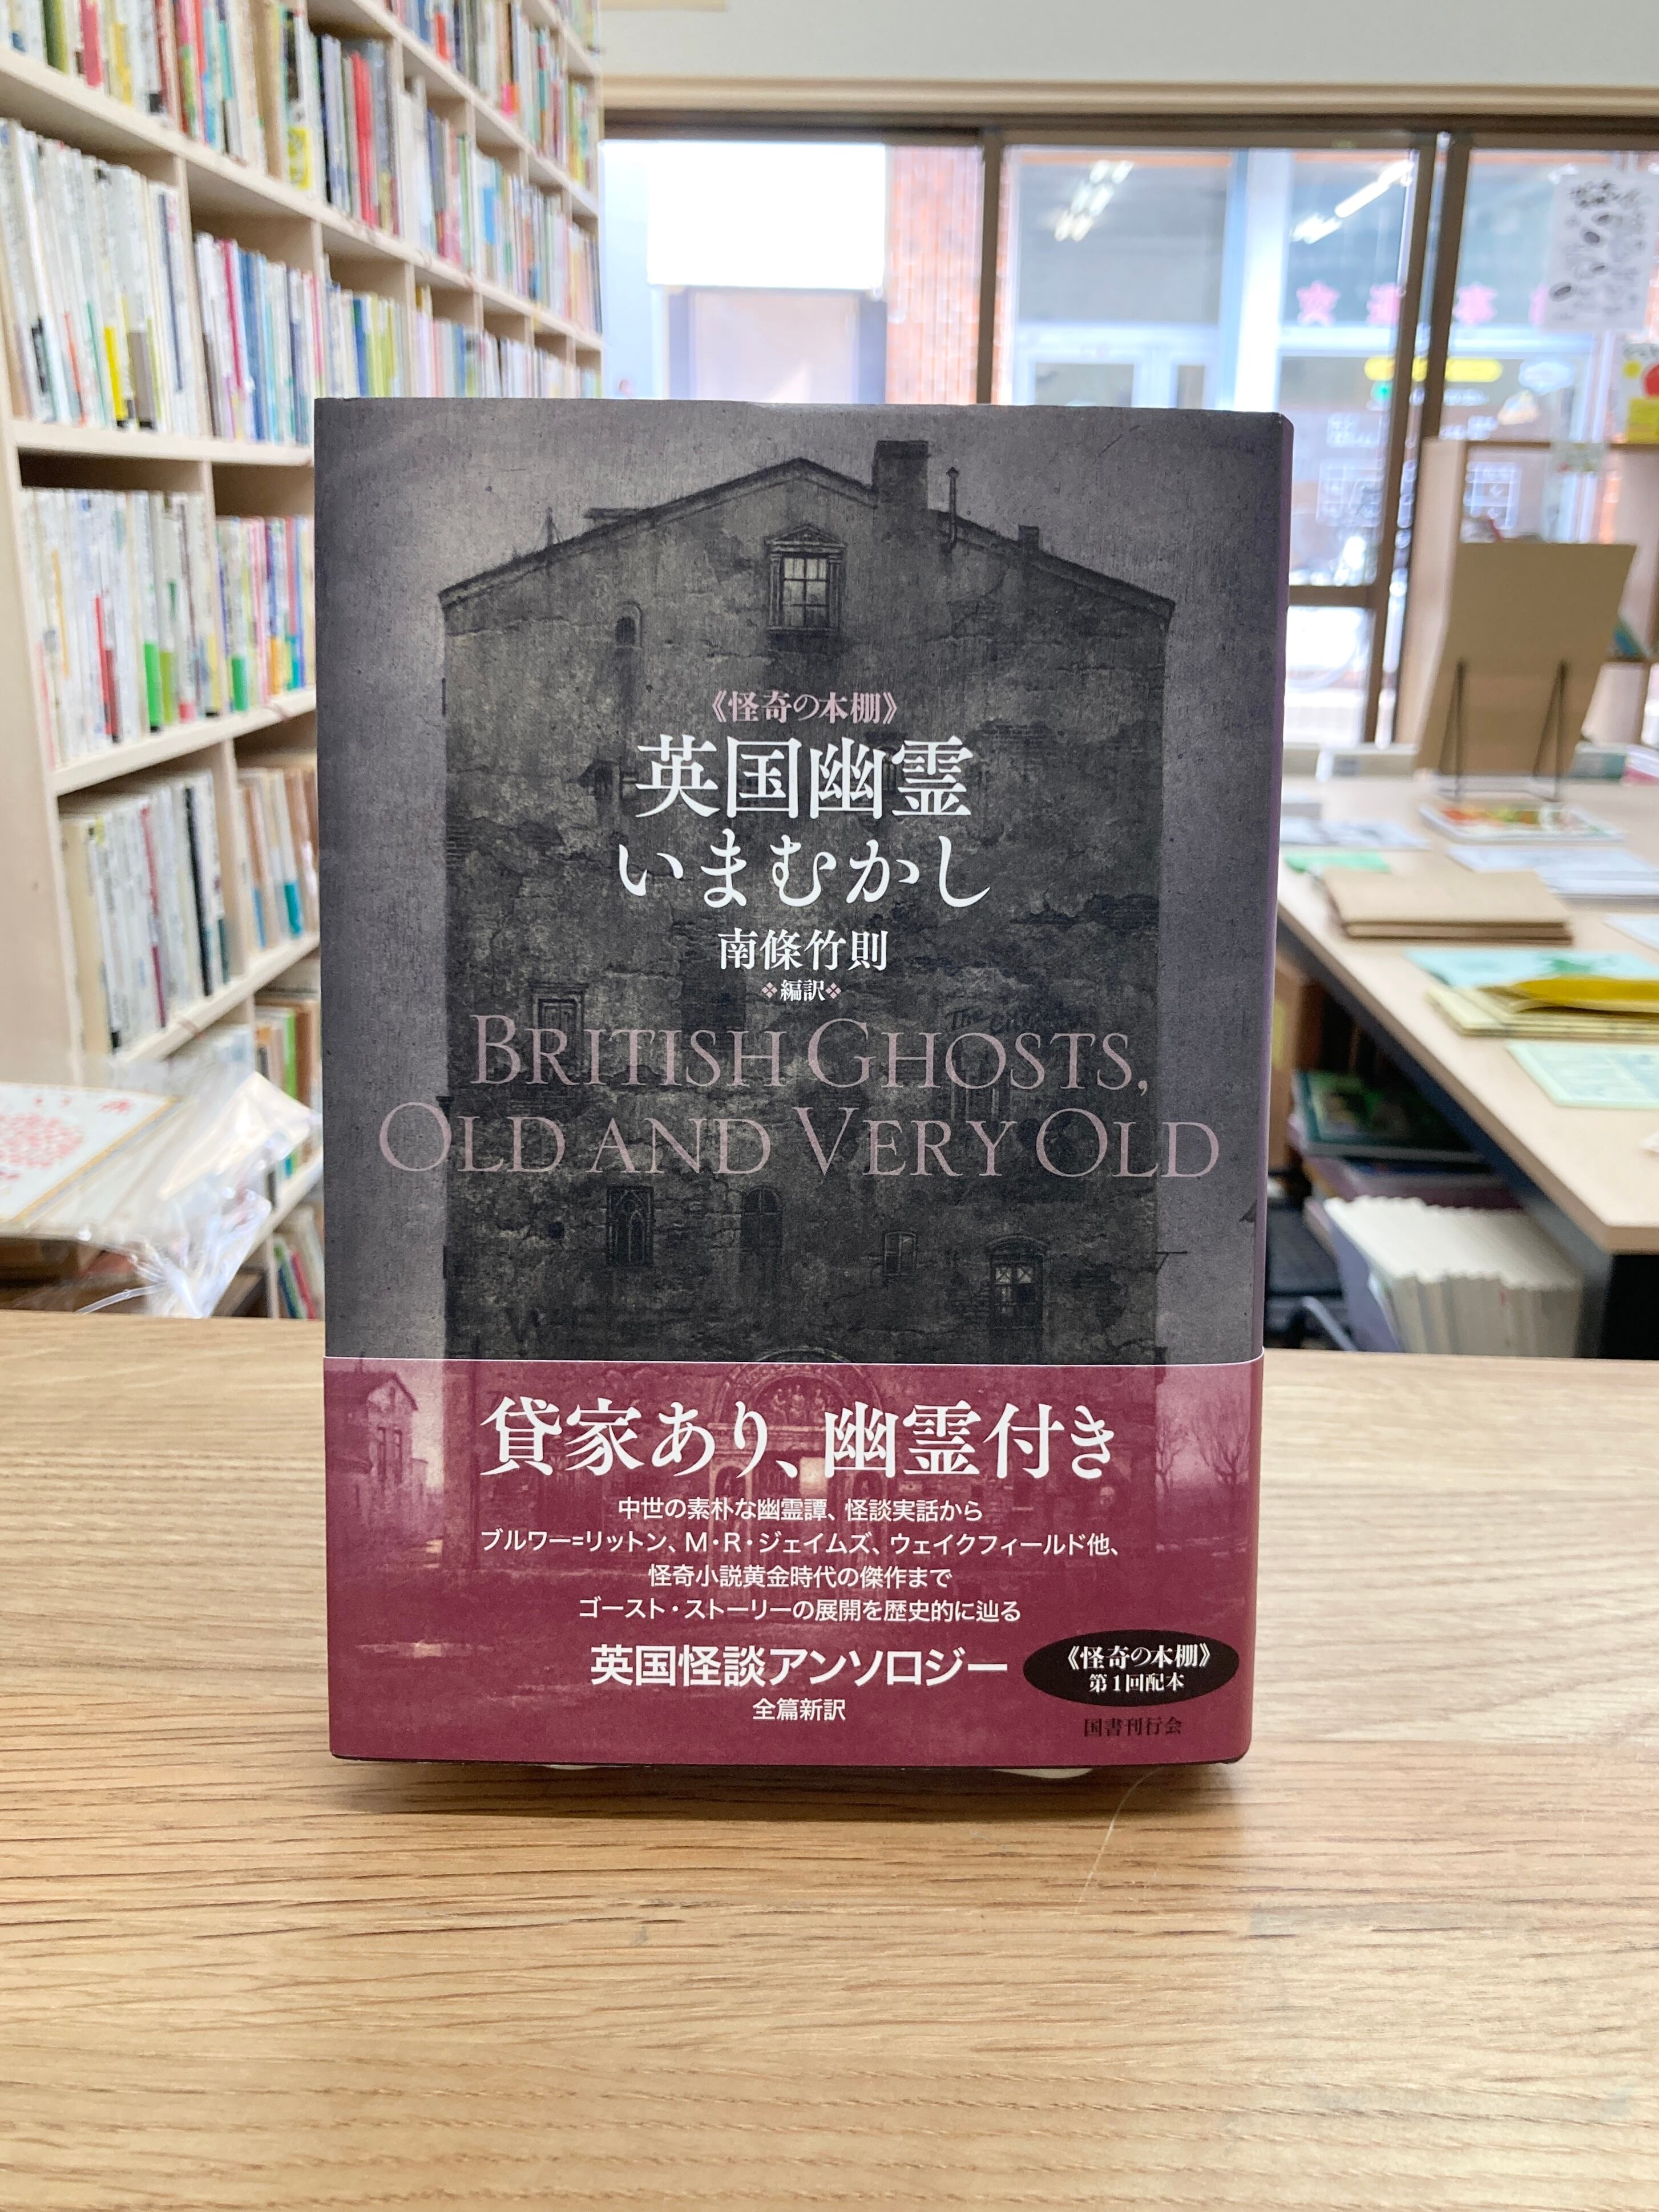 《怪奇の本棚》
英国幽霊
いまむかし
南條竹則
❖編訳❖
BRITISH GHOSTS,
OLD AND VERY OLD
貸家あり、幽霊付き
中世の素朴な幽霊譚、怪談実話から
ブルワー=リットン、M・R・ジェイムズ、ウェイクフィールド他、
怪奇小説黄金時代の傑作まで
ゴースト・ストーリーの展開を歴史的に辿る
英国怪談アンソロジー
全篇新訳
《怪奇の本棚》
第1回配本
国書刊行会